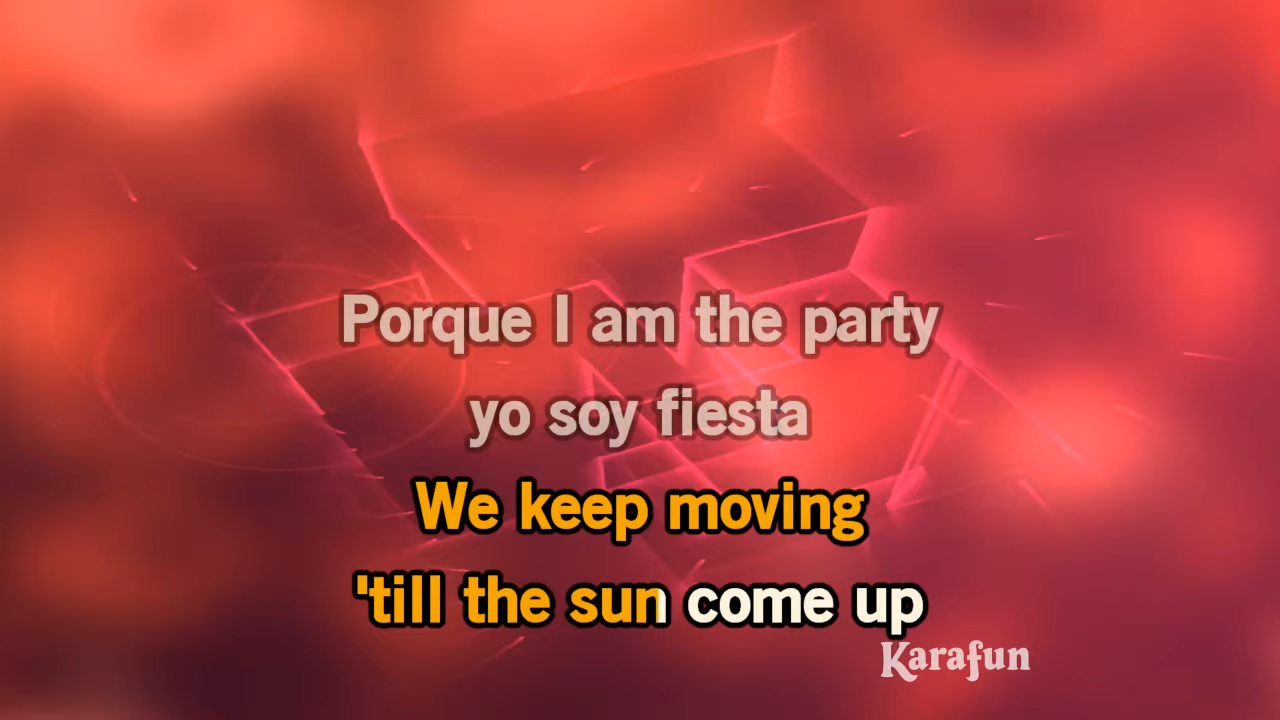 Porque I am the party
yo soy fiesta
We keep moving
'till the sun come up
Karafun